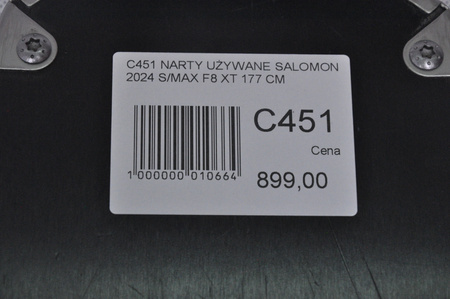 C451 NARTY UŻYWANE SALOMON
2024 S/MAX F8 XT 177 CM
C451
Cena
1 000000 010664
899,00